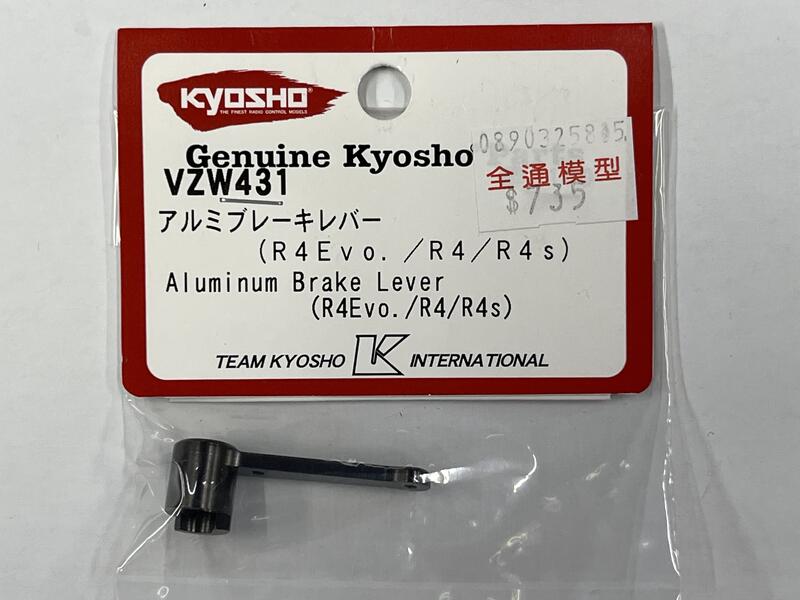 KYOSHO®
THE FINEST RADIO CONTROL MODELS
Genuine Kyosho
VZW431
0890325815
全通模型
$735
アルミブレーキレバー
(R4Evo./R4/R4s)
Aluminum Brake Lever
(R4Evo./R4/R4s)
TEAM KYOSHO K INTERNATIONAL